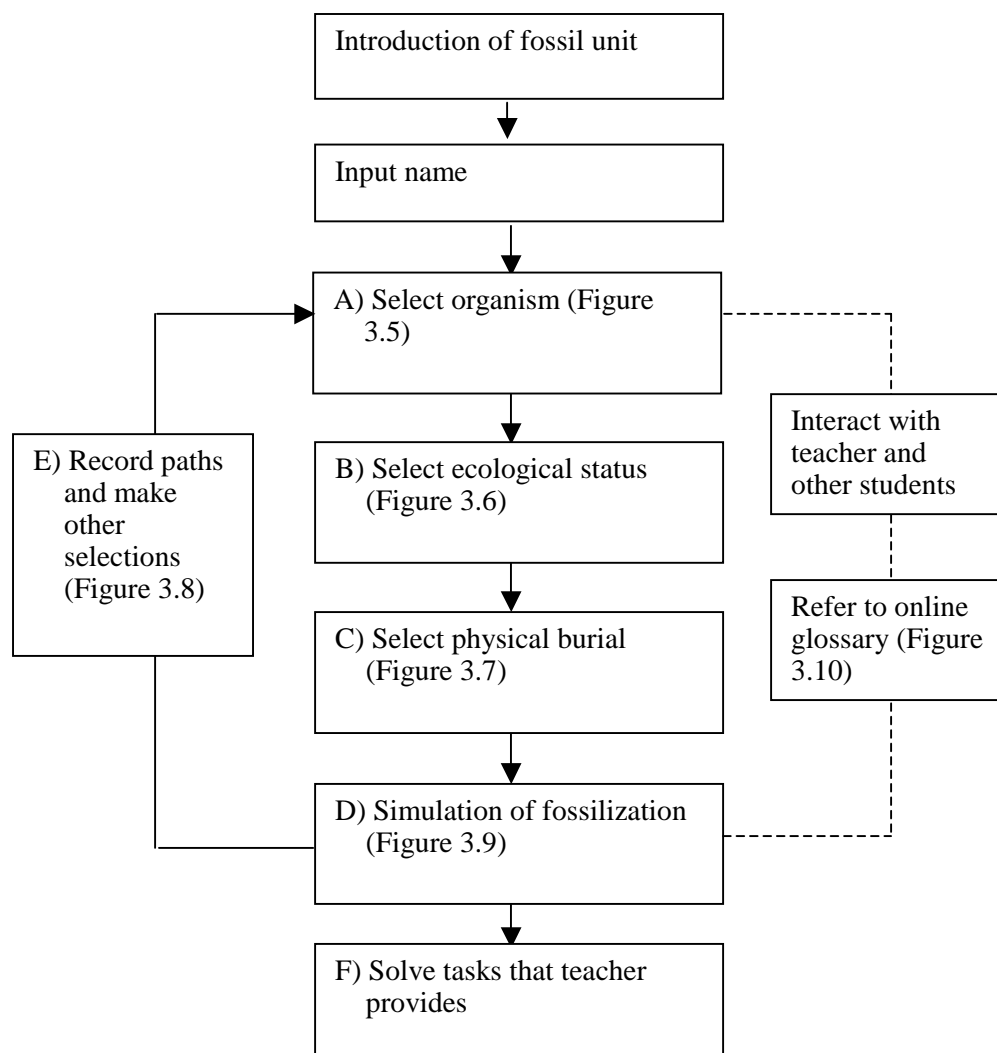 Introduction of fossil unit
Input name
A) Select organism (Figure
3.5)
B) Select ecological status
(Figure 3.6)
C) Select physical burial
(Figure 3.7)
D) Simulation of fossilization
(Figure 3.9)
F) Solve tasks that teacher
provides
E) Record paths
and make
other
selections
(Figure 3.8)
Interact with
teacher and
other students
Refer to online
glossary (Figure
3.10)